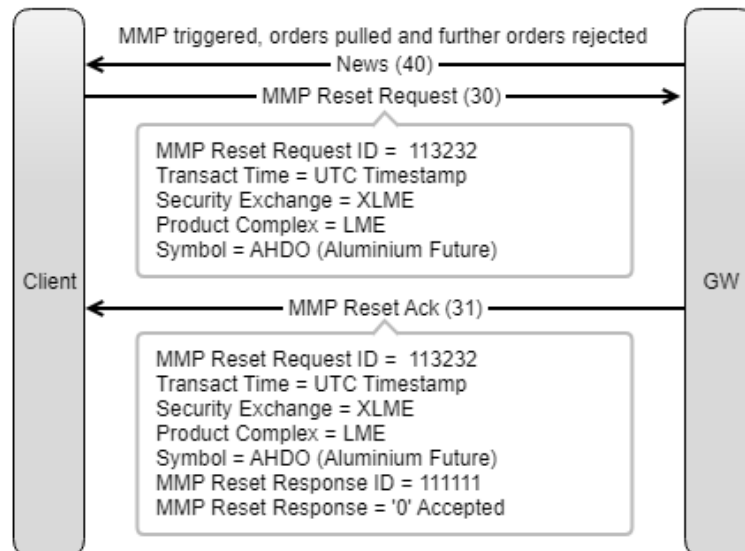 MMP triggered, orders pulled and further orders rejected
News (40)
MMP Reset Request (30)
MMP Reset Request ID = 113232
Transact Time = UTC Timestamp
Security Exchange = XLME
Product Complex = LME
Symbol = AHDO (Aluminium Future)
Client
GW
MMP Reset Ack (31)
MMP Reset Request ID = 113232
Transact Time = UTC Timestamp
Security Exchange = XLME
Product Complex = LME
Symbol = AHDO (Aluminium Future)
MMP Reset Response ID = 111111
MMP Reset Response = '0' Accepted